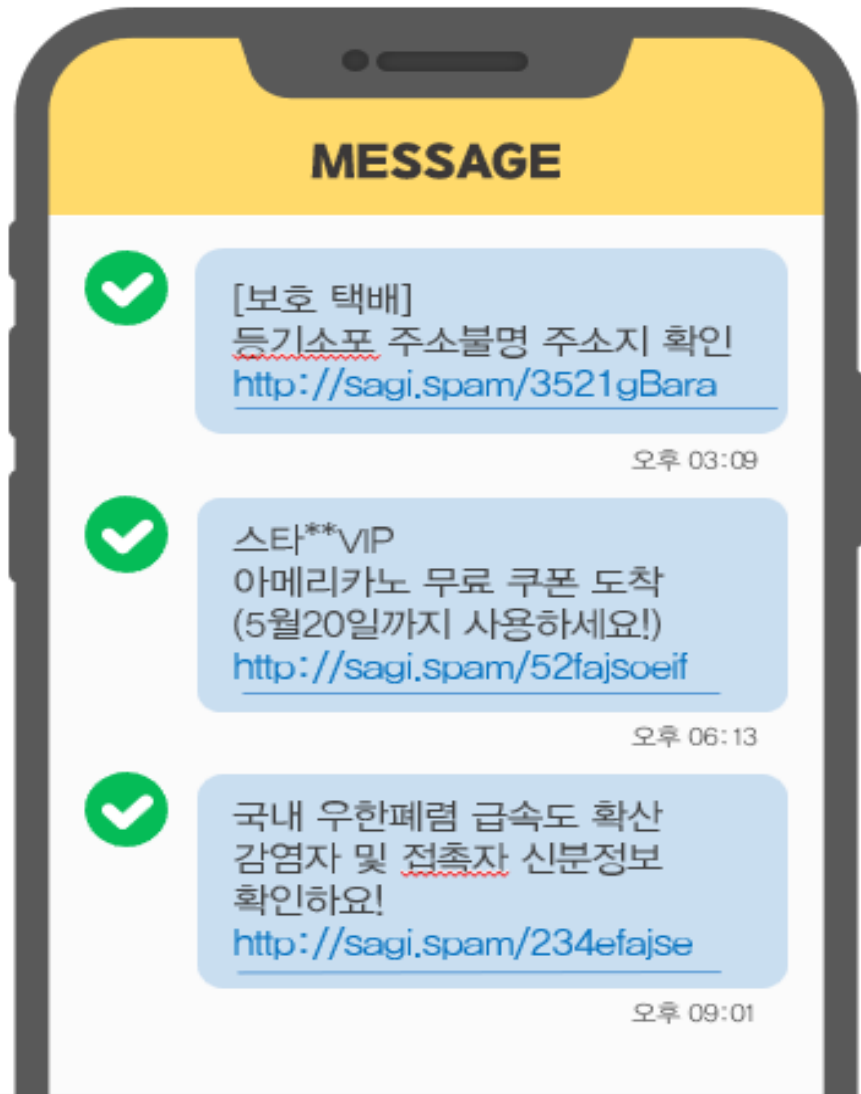 MESSAGE
[보호 택배]
등기소포 주소불명 주소지 확인
http://sagi.spam/3521gBara
오후 03:09
스타**VIP
아메리카노 무료 쿠폰 도착
(5월20일까지 사용하세요!)
http://sagi.spam/52fajsoeif
오후 06:13
국내 우한폐렴 급속도 확산
감염자 및 접촉자 신분정보
확인하요!
http://sagi.spam/234efajse
오후 09:01